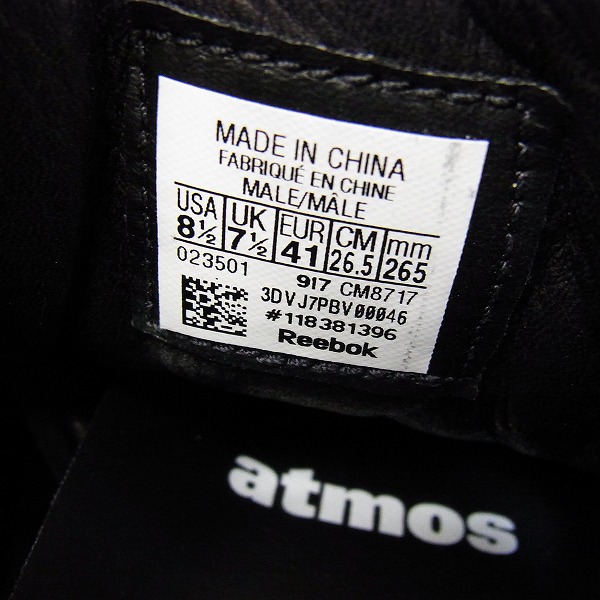 MADE IN CHINA
FABRIQUÉ EN CHINE
MALE/MÂLE
USA UK EUR CM mm
8½ 7½ 41 26.5 265
023501 917 CM8717
3DVJ7PBV00046
#118381396
Reebok
atmos